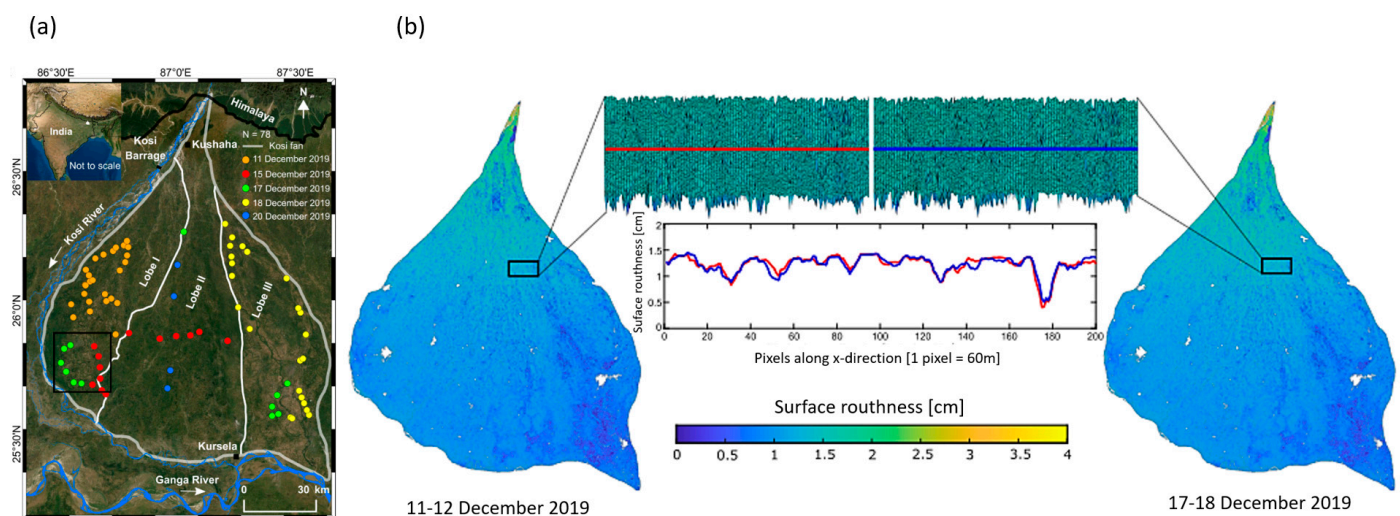 (a)
(b)
86°30'E
87°0'E
87°30'E
26°30'N
26°0'N
25°30'N
India
Not to scale
Himalaya
N
Kosi
Barrage
Kushaha
N = 78
Kosi fan
11 December 2019
15 December 2019
17 December 2019
18 December 2019
20 December 2019
Kosi River
Lobe I
Lobe II
Lobe III
Kursela
Ganga River
0 30 km
Suface routhness [cm]
2
1.5
1
0.5
0
0 20 40 60 80 100 120 140 160 180 200
Pixels along x-direction [1 pixel = 60m]
Surface routhness [cm]
0 0.5 1 1.5 2 2.5 3 3.5 4
11-12 December 2019
17-18 December 2019